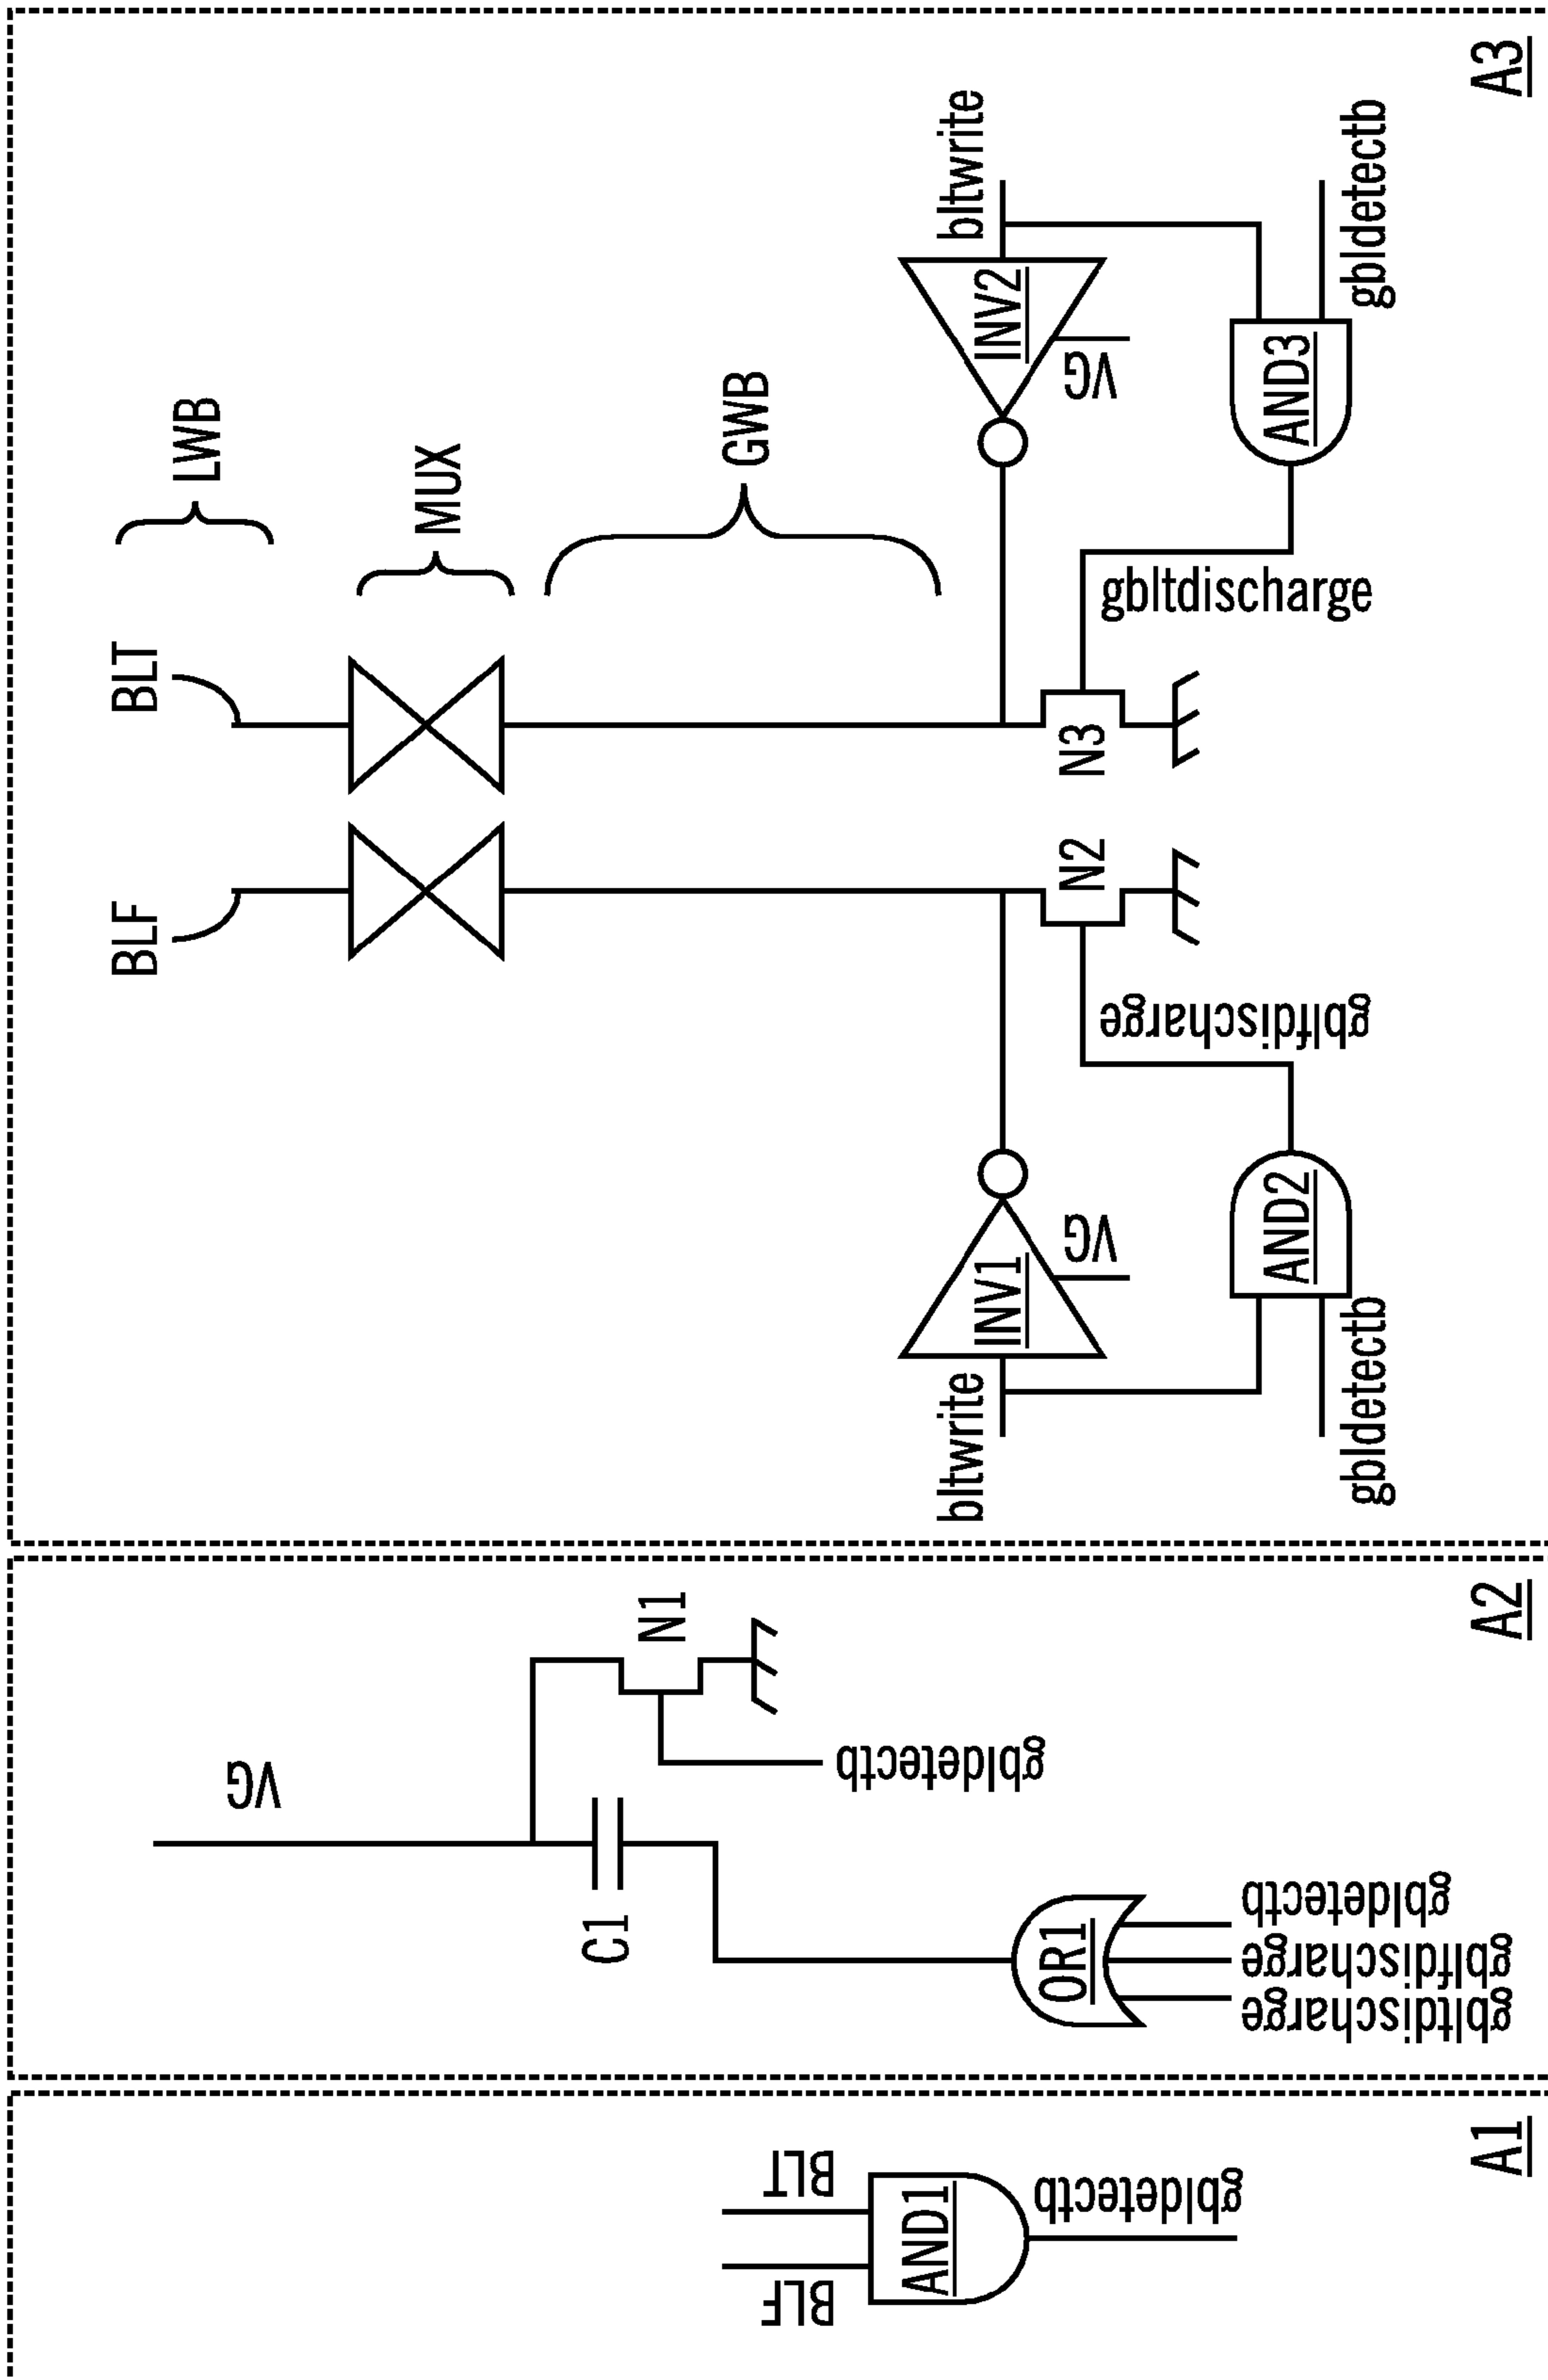 BLF
BLT
AND1
gbldetectb
A1
VG
C1
N1
gbldetectb
OR1
gbltdischarge
gblfdischarge
gbldetectb
A2
BLF
BLT
LWB
MUX
GWB
bltwrite
INV1
VG
N2
N3
INV2
VG
bltwrite
gblfdischarge
gbltdischarge
AND2
gbldetectb
AND3
gbldetectb
A3